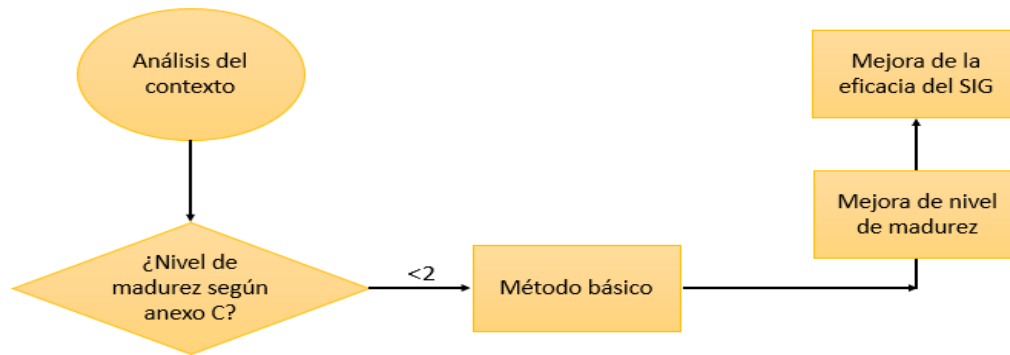 Análisis del
contexto
¿Nivel de
madurez según
anexo C?
<2
Método básico
Mejora de nivel
de madurez
Mejora de la
eficacia del SIG